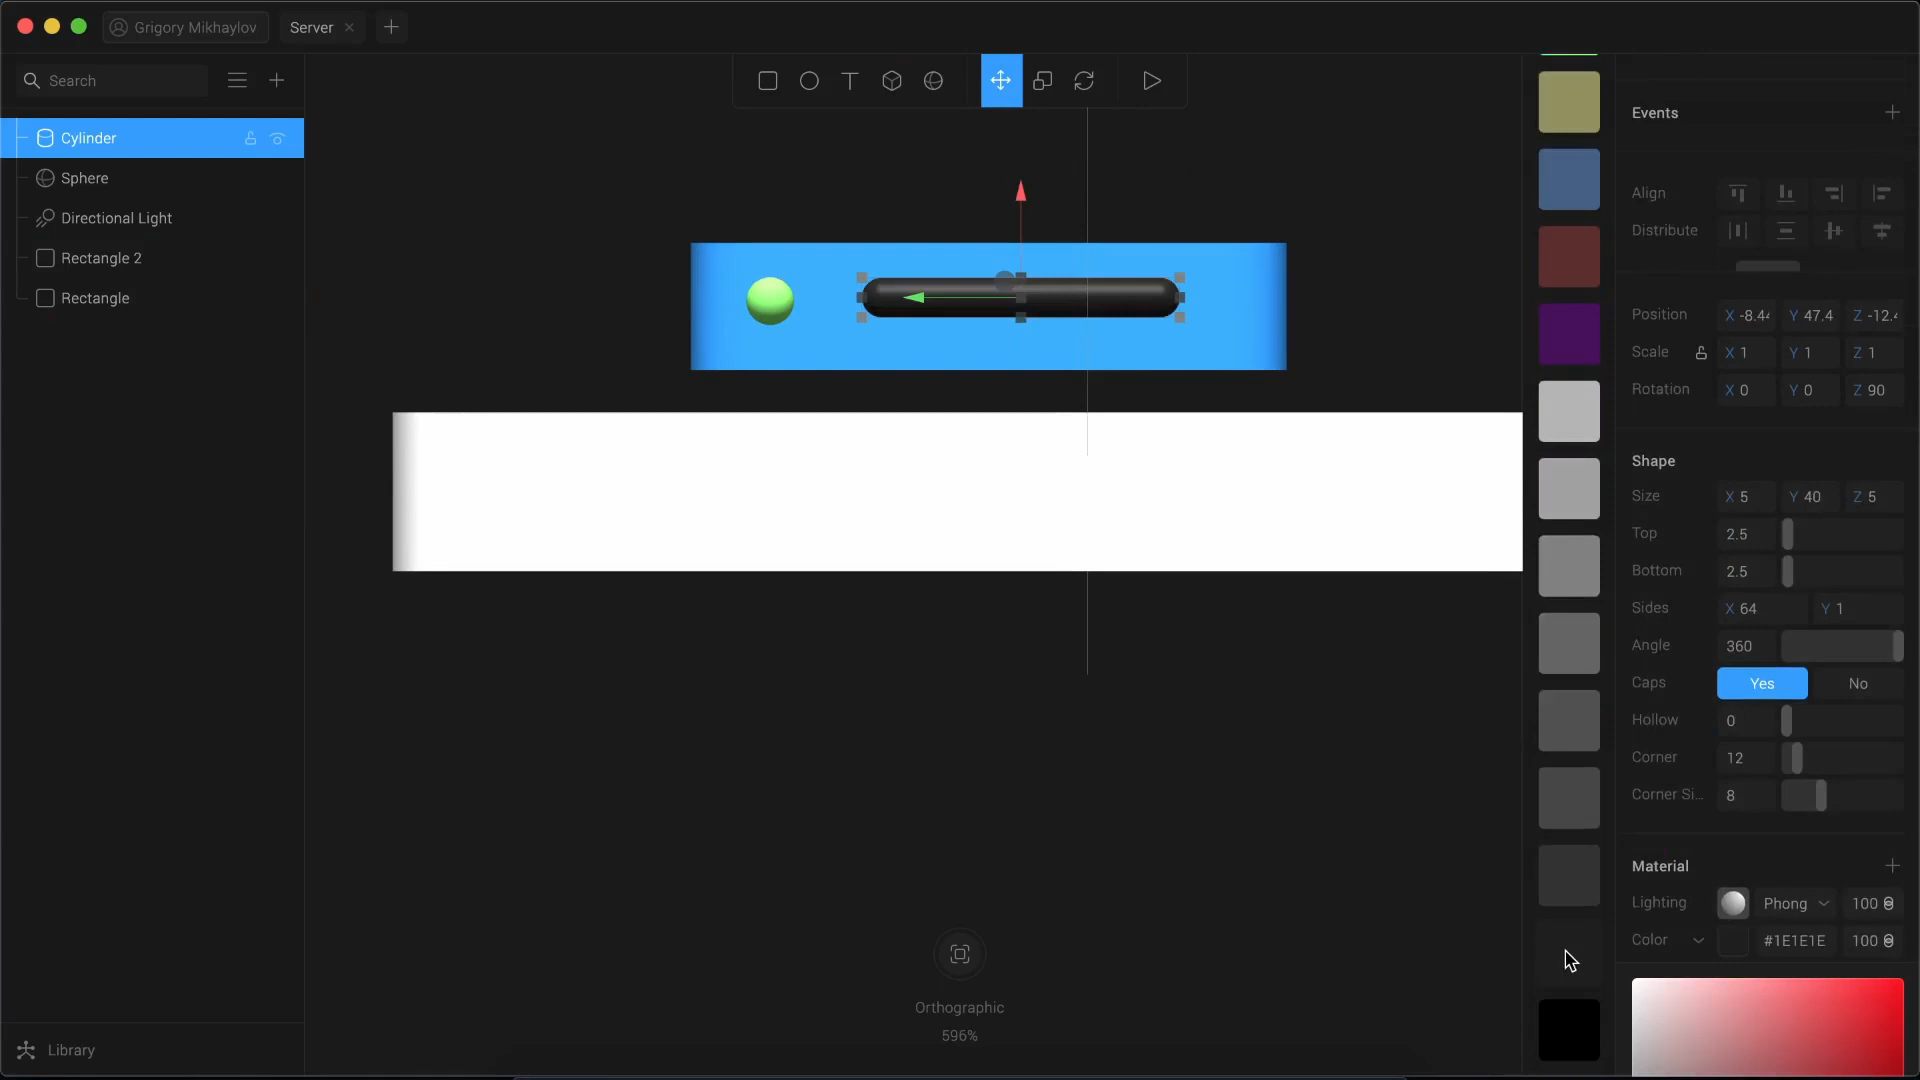 Grigory Mikhaylov
Server
Search
Cylinder
Sphere
Directional Light
Rectangle 2
Rectangle
Library
Orthographic
596%
Events
Align
Distribute
Position X -8.44 Y 47.4 Z -12.4
Scale X 1 Y 1 Z 1
Rotation X 0 Y 0 Z 90
Shape
Size X 5 Y 40 Z 5
Top 2.5
Bottom 2.5
Sides X 64 Y 1
Angle 360
Caps Yes No
Hollow 0
Corner 12
Corner Si... 8
Material
Lighting Phong 100
Color #1E1E1E 100